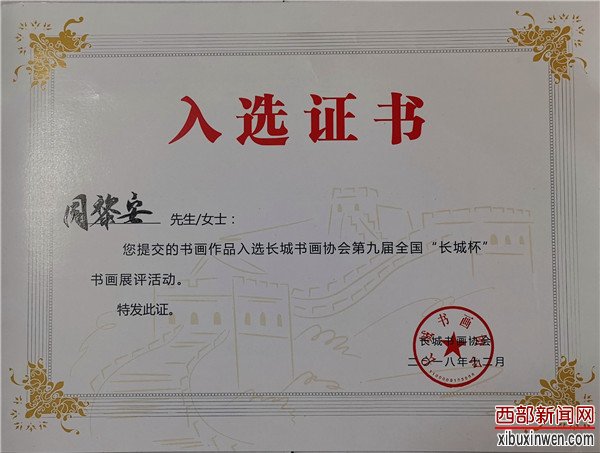 入选证书
周黎安 先生/女士：
您提交的书画作品入选长城书画协会第九届全国“长城杯”
书画展评活动。
特发此证。
长城书画协会
二〇一八年十二月
西部新闻网
xibuxinwen.com